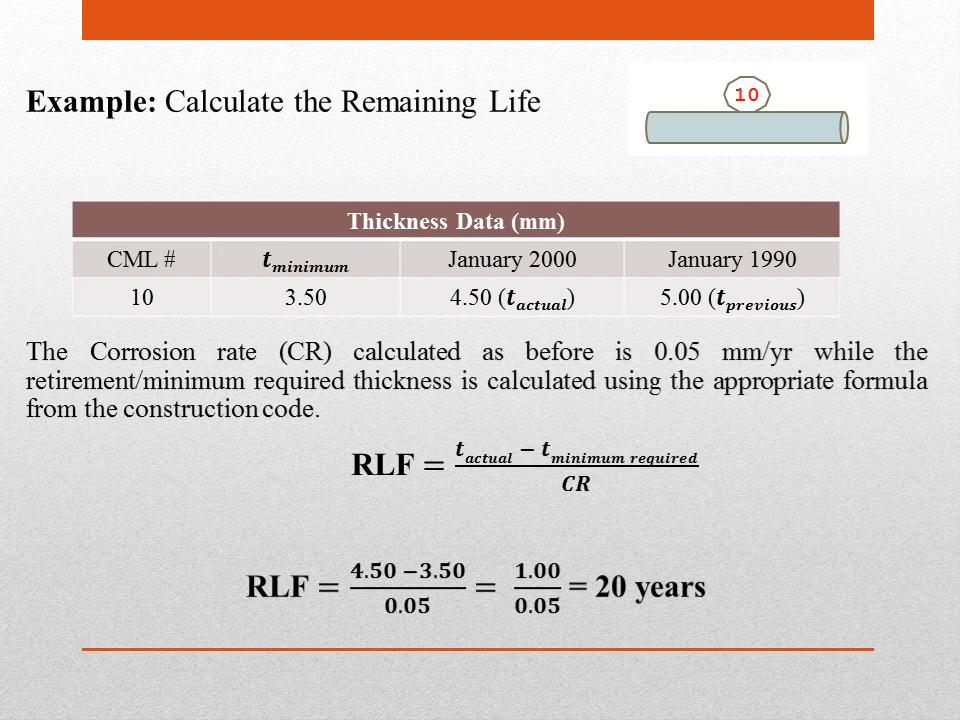 Example: Calculate the Remaining Life
10
Thickness Data (mm)
CML # t_minimum January 2000 January 1990
10 3.50 4.50 (t_actual) 5.00 (t_previous)
The Corrosion rate (CR) calculated as before is 0.05 mm/yr while the
retirement/minimum required thickness is calculated using the appropriate formula
from the construction code.
RLF = (t_actual − t_minimum required) / CR
RLF = (4.50 −3.50) / 0.05 = 1.00 / 0.05 = 20 years